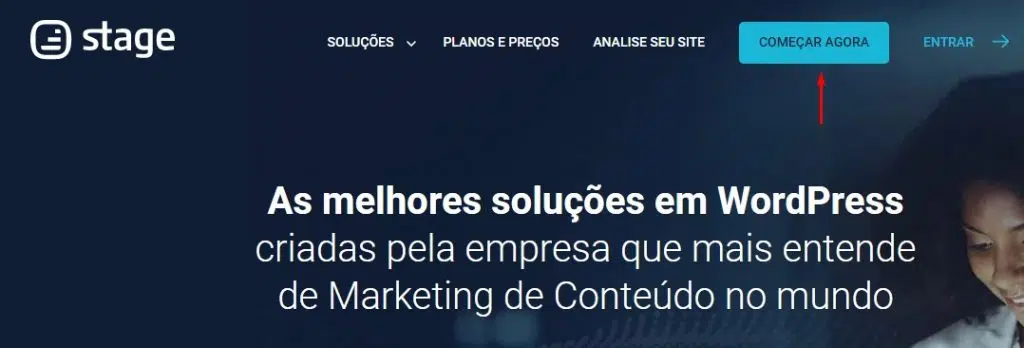 stage
SOLUÇÕES
PLANOS E PREÇOS
ANALISE SEU SITE
COMEÇAR AGORA
ENTRAR
As melhores soluções em WordPress
criadas pela empresa que mais entende
de Marketing de Conteúdo no mundo